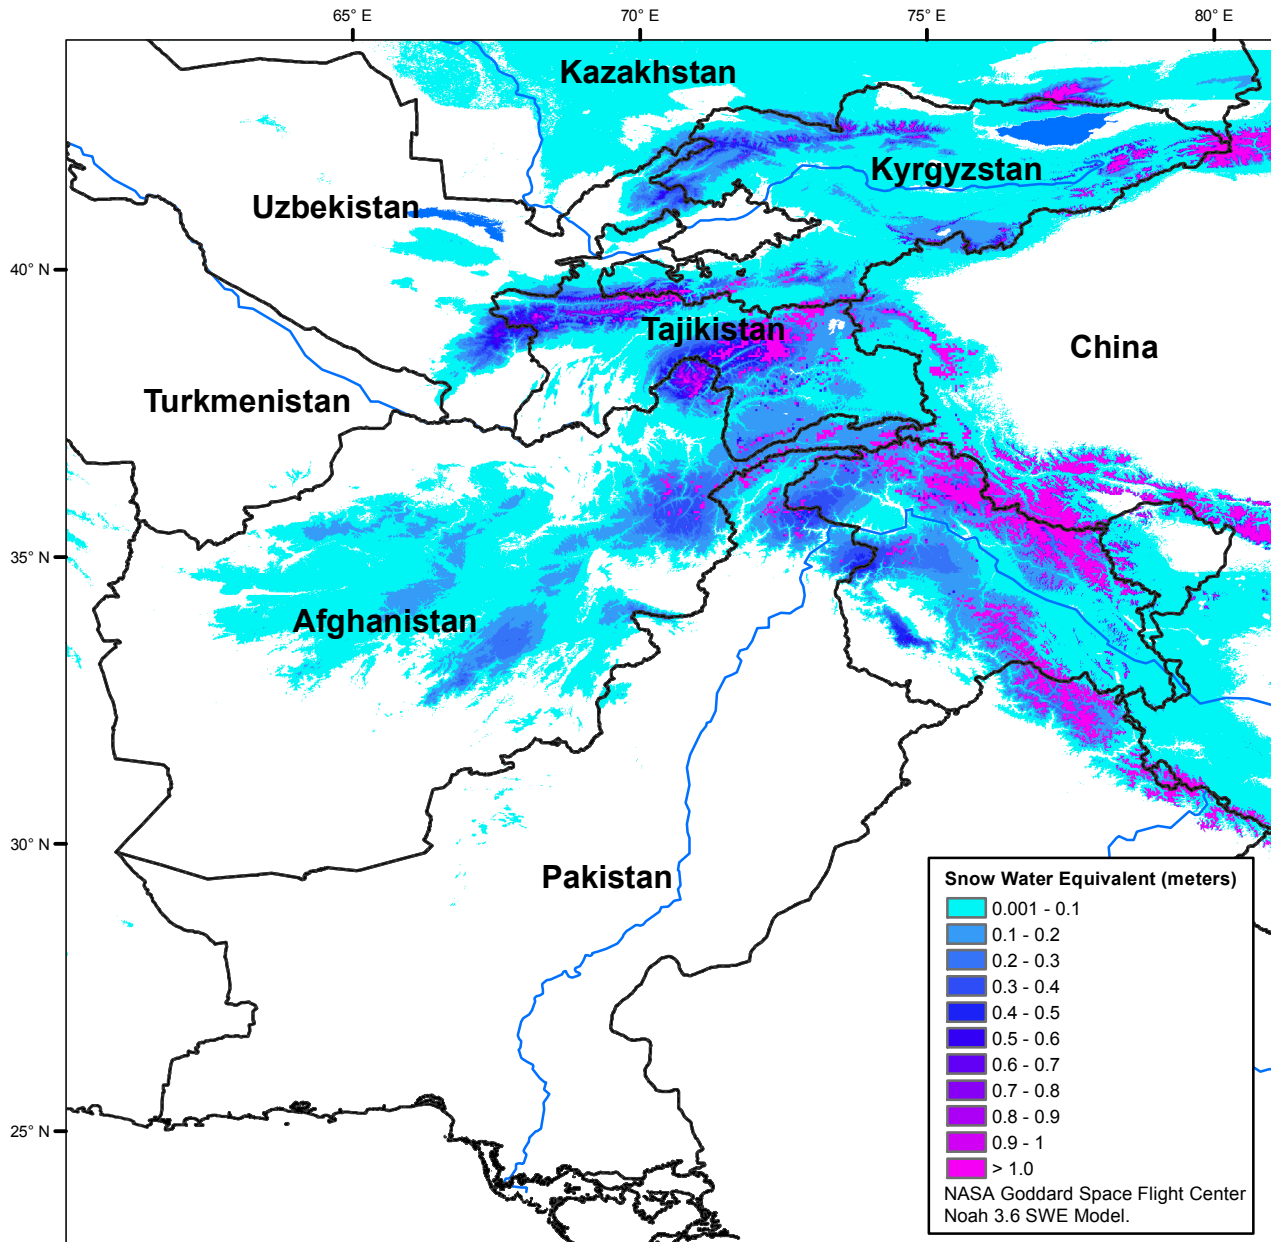 65° E
70° E
75° E
80° E
Kazakhstan
Kyrgyzstan
Uzbekistan
40° N
Tajikistan
China
Turkmenistan
35° N
Afghanistan
30° N
Pakistan
25° N
Snow Water Equivalent (meters)
0.001 - 0.1
0.1 - 0.2
0.2 - 0.3
0.3 - 0.4
0.4 - 0.5
0.5 - 0.6
0.6 - 0.7
0.7 - 0.8
0.8 - 0.9
0.9 - 1
> 1.0
NASA Goddard Space Flight Center
Noah 3.6 SWE Model.